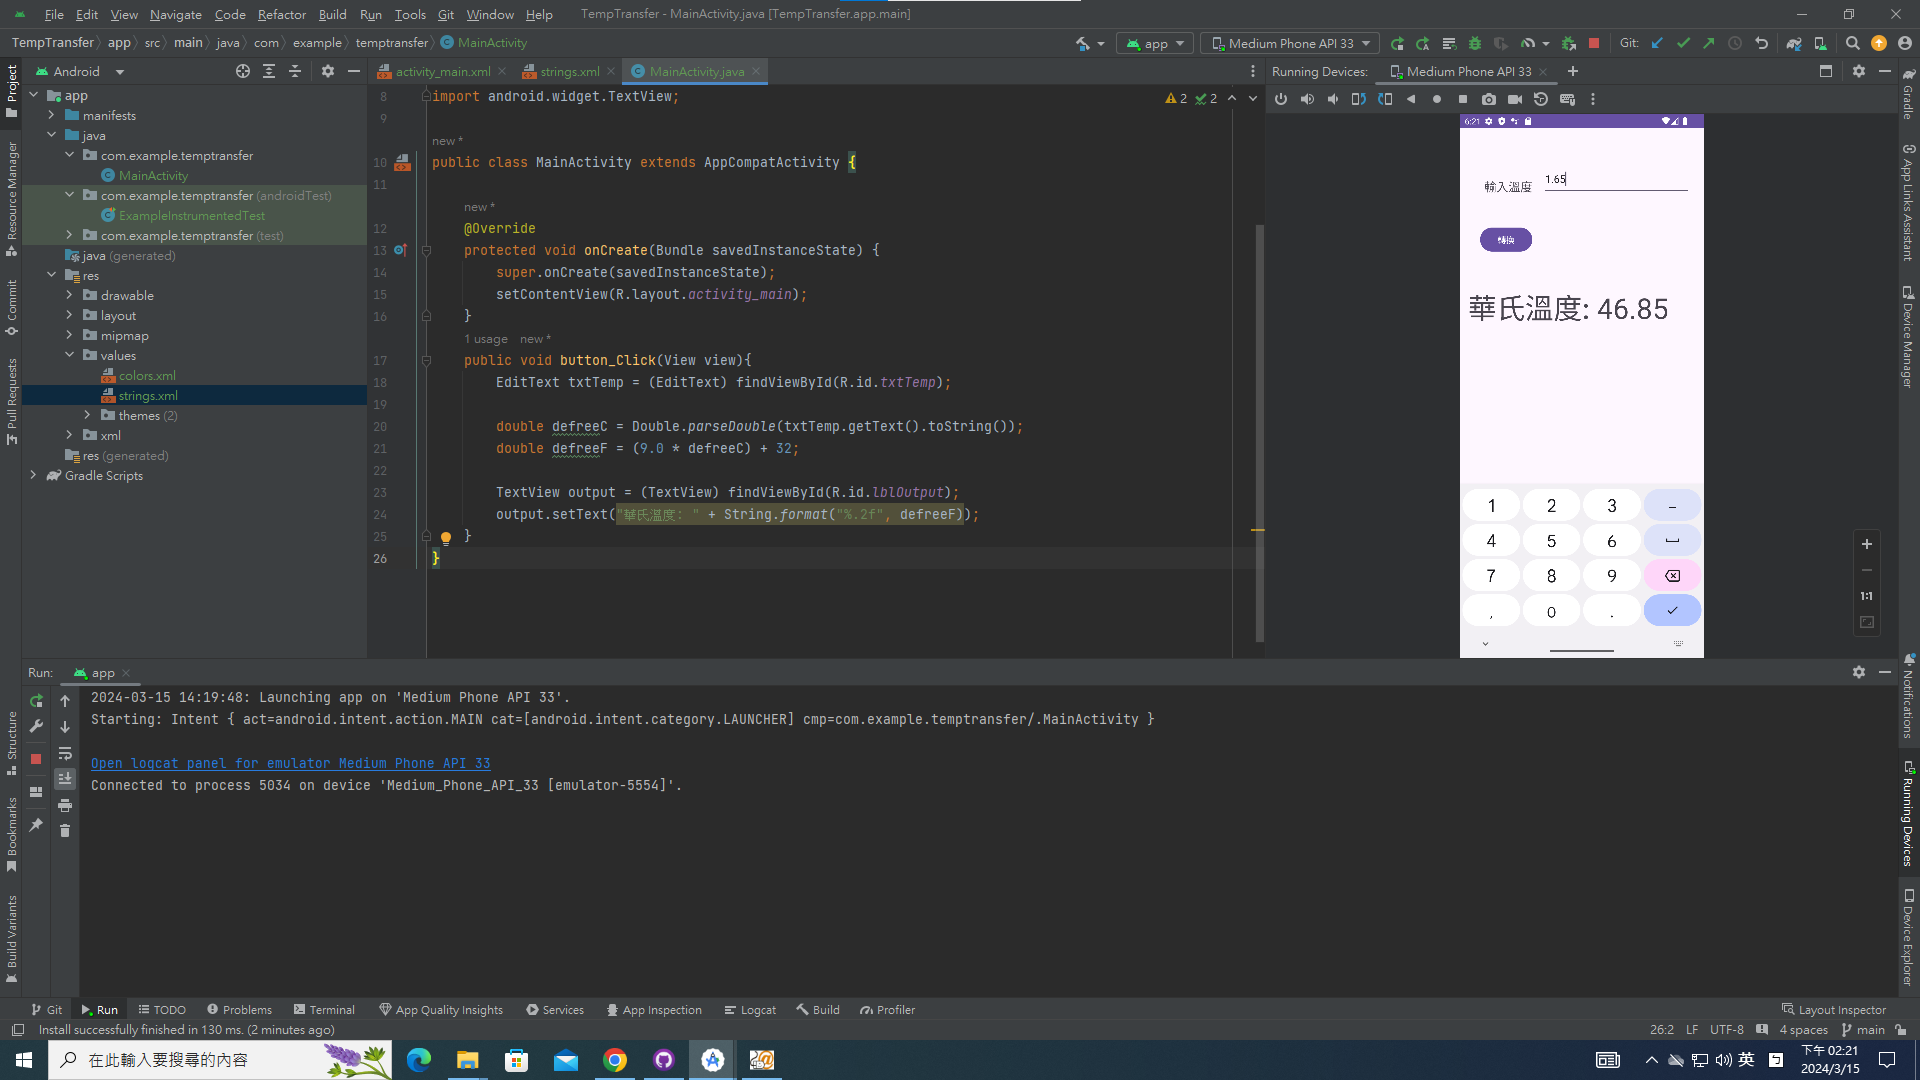 File Edit View Navigate Code Refactor Build Run Tools Git Window Help TempTransfer - MainActivity.java [TempTransfer.app.main]
TempTransfer app src main java com example temptransfer MainActivity app Medium Phone API 33 Git:
Android
activity_main.xml strings.xml MainActivity.java
Running Devices: Medium Phone API 33
Project
Resource Manager
Commit
Pull Requests
app
manifests
java
com.example.temptransfer
MainActivity
com.example.temptransfer (androidTest)
ExampleInstrumentedTest
com.example.temptransfer (test)
java (generated)
res
drawable
layout
mipmap
values
colors.xml
strings.xml
themes (2)
xml
res (generated)
Gradle Scripts
2 2
8 import android.widget.TextView;
9
new *
10 public class MainActivity extends AppCompatActivity {
11
new *
12 @Override
13 protected void onCreate(Bundle savedInstanceState) {
14 super.onCreate(savedInstanceState);
15 setContentView(R.layout.activity_main);
16 }
1 usage new *
17 public void button_Click(View view){
18 EditText txtTemp = (EditText) findViewById(R.id.txtTemp);
19
20 double defreeC = Double.parseDouble(txtTemp.getText().toString());
21 double defreeF = (9.0 * defreeC) + 32;
22
23 TextView output = (TextView) findViewById(R.id.lblOutput);
24 output.setText("華氏溫度: " + String.format("%.2f", defreeF));
25 }
26 }
6:21
輸入溫度 1.65
轉換
華氏溫度: 46.85
1 2 3 –
4 5 6
7 8 9
, 0 .
1:1
Gradle
App Links Assistant
Device Manager
Notifications
Running Devices
Device Explorer
Run: app
2024-03-15 14:19:48: Launching app on 'Medium Phone API 33'.
Starting: Intent { act=android.intent.action.MAIN cat=[android.intent.category.LAUNCHER] cmp=com.example.temptransfer/.MainActivity }
Open logcat panel for emulator Medium Phone API 33
Connected to process 5034 on device 'Medium_Phone_API_33 [emulator-5554]'.
Structure
Bookmarks
Build Variants
Git Run TODO Problems Terminal App Quality Insights Services App Inspection Logcat Build Profiler Layout Inspector
Install successfully finished in 130 ms. (2 minutes ago) 26:2 LF UTF-8 4 spaces main
在此輸入要搜尋的內容
英
下午 02:21
2024/3/15